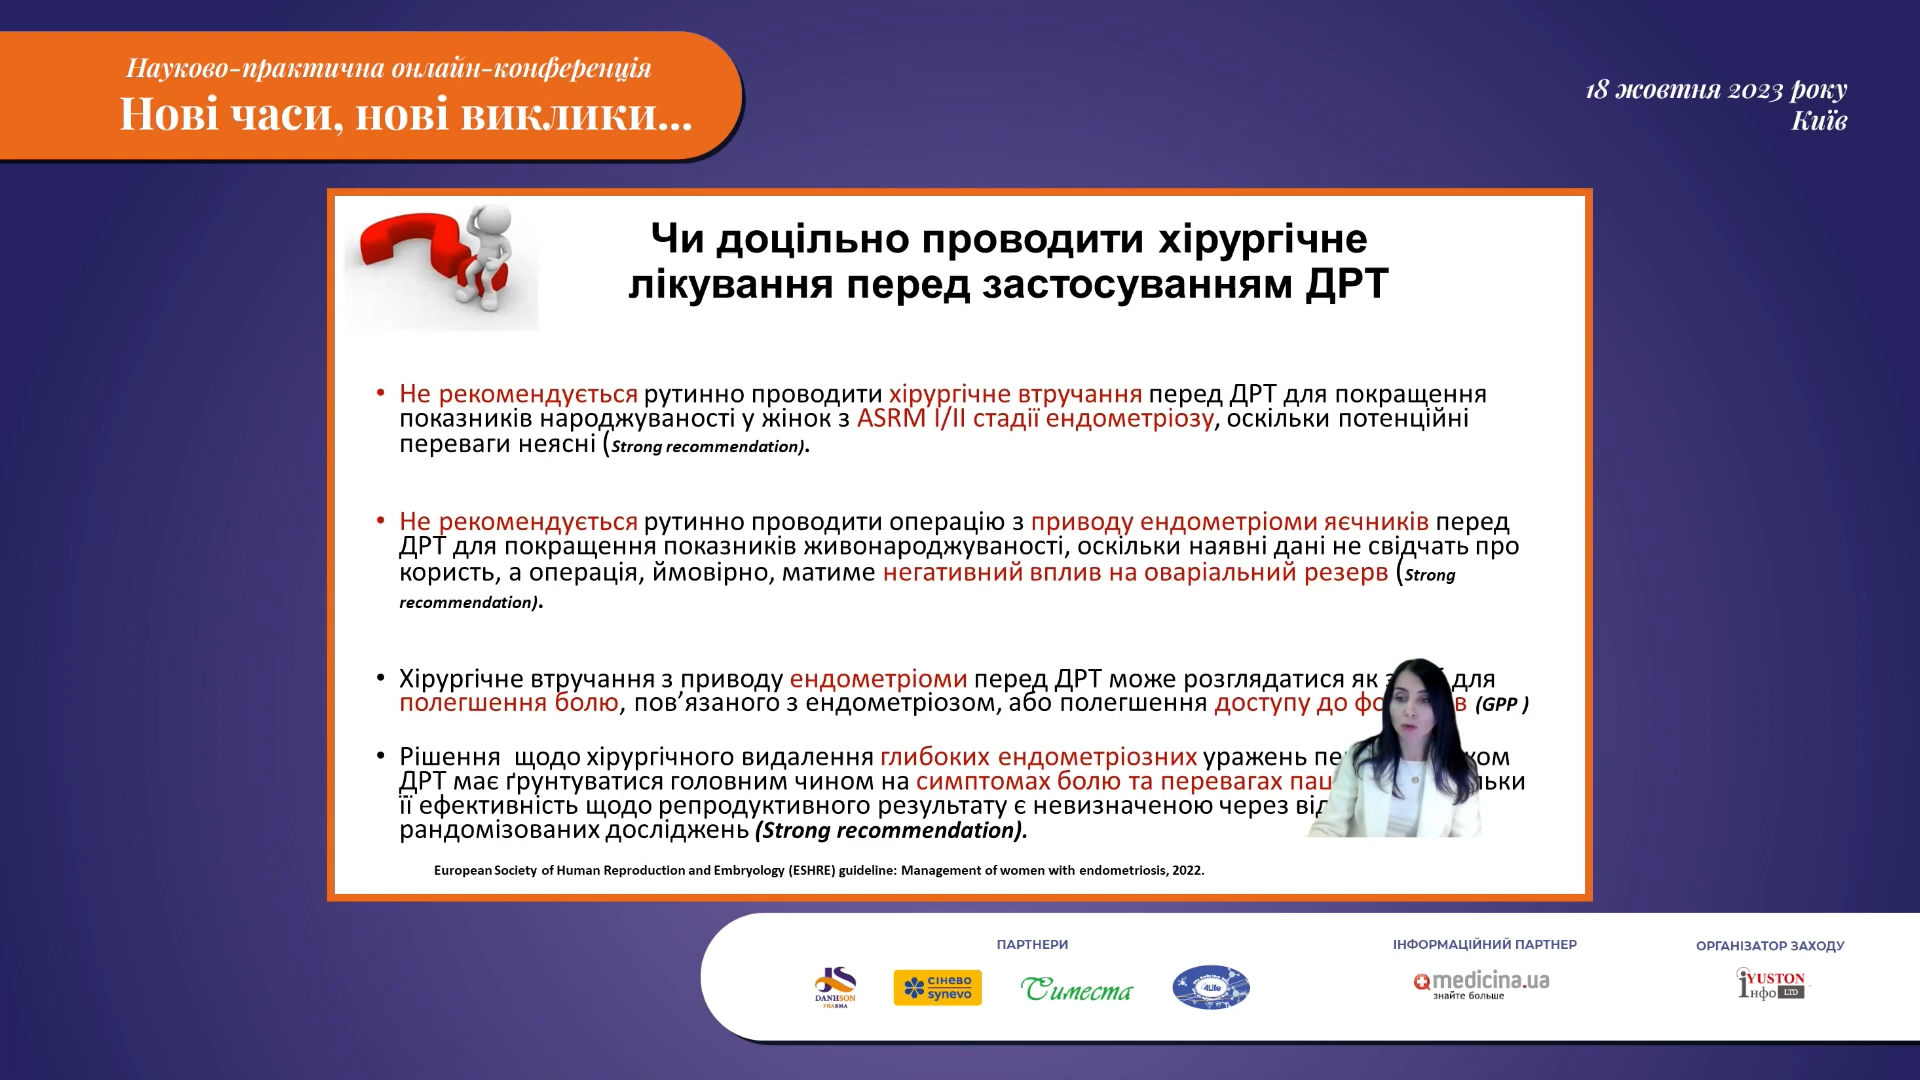 Науково-практична онлайн-конференція
Нові часи, нові виклики...
18 жовтня 2023 року
Київ
Чи доцільно проводити хірургічне
лікування перед застосуванням ДРТ
• Не рекомендується рутинно проводити хірургічне втручання перед ДРТ для покращення
показників народжуваності у жінок з ASRM I/II стадії ендометріозу, оскільки потенційні
переваги неясні (Strong recommendation).
• Не рекомендується рутинно проводити операцію з приводу ендометріоми яєчників перед
ДРТ для покращення показників живонароджуваності, оскільки наявні дані не свідчать про
користь, а операція, ймовірно, матиме негативний вплив на оваріальний резерв (Strong
recommendation).
• Хірургічне втручання з приводу ендометріоми перед ДРТ може розглядатися як для
полегшення болю, пов’язаного з ендометріозом, або полегшення доступу до (GPP )
• Рішення щодо хірургічного видалення глибоких ендометріозних уражень
ДРТ має ґрунтуватися головним чином на симптомах болю та перевагах
її ефективність щодо репродуктивного результату є невизначеною через
рандомізованих досліджень (Strong recommendation).
European Society of Human Reproduction and Embryology (ESHRE) guideline: Management of women with endometriosis, 2022.
ПАРТНЕРИ
ІНФОРМАЦІЙНИЙ ПАРТНЕР
ОРГАНІЗАТОР ЗАХОДУ
DANHSON
PHARMA
сінево
synevo
Симеста
4Life
medicina.ua
знайте больше
YUSTON
Інфо LTD